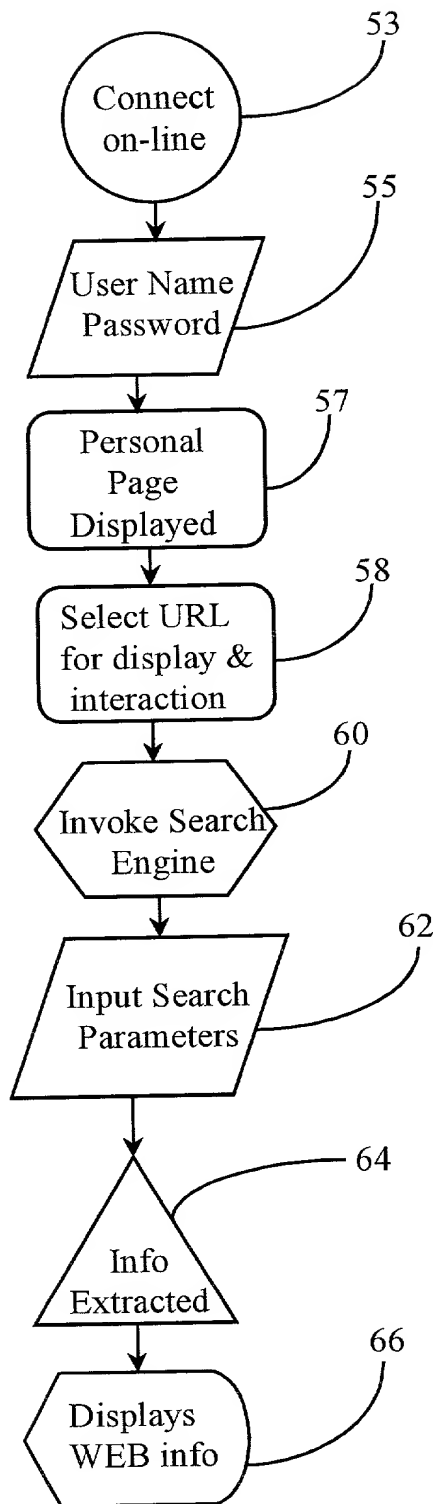 53
Connect
on-line
55
User Name
Password
57
Personal
Page
Displayed
58
Select URL
for display &
interaction
60
Invoke Search
Engine
62
Input Search
Parameters
64
Info
Extracted
66
Displays
WEB info